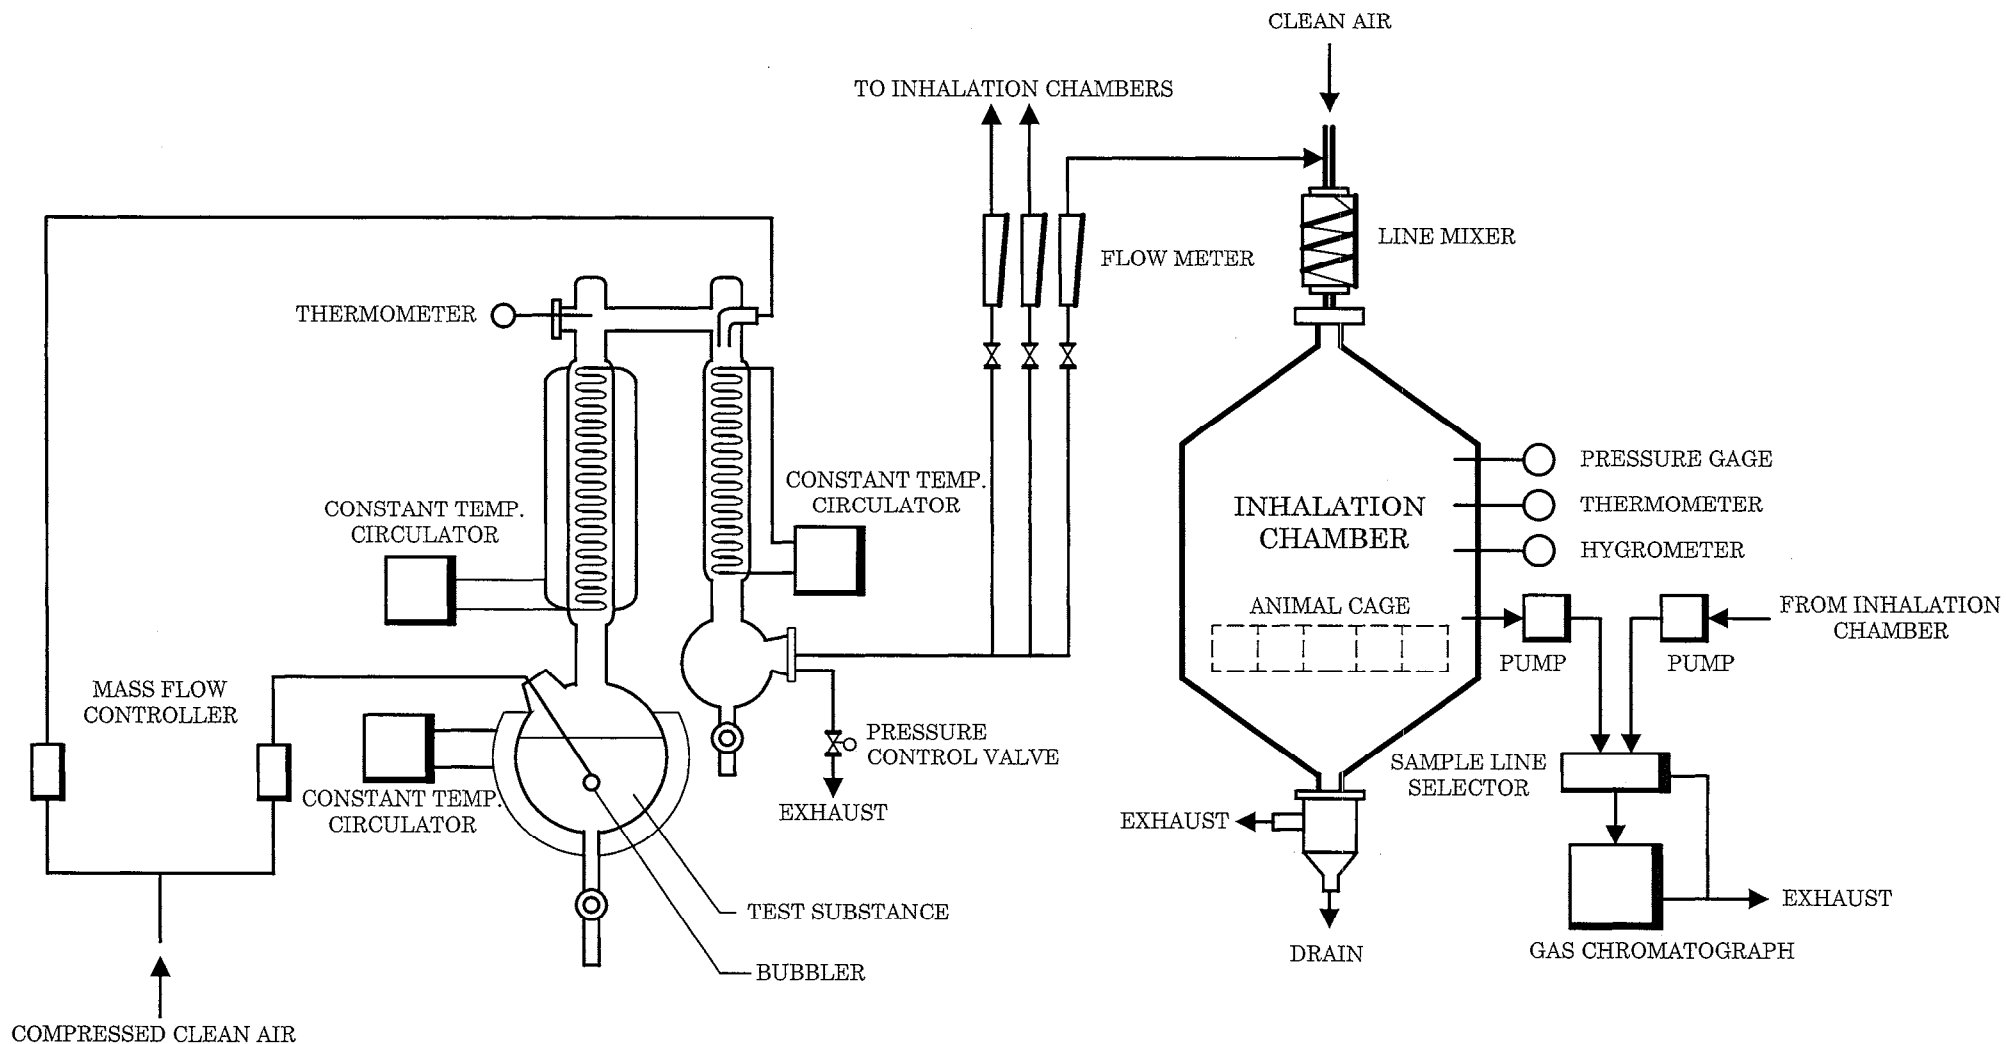 CLEAN AIR
TO INHALATION CHAMBERS
LINE MIXER
FLOW METER
THERMOMETER
CONSTANT TEMP.
CIRCULATOR
CONSTANT TEMP.
CIRCULATOR
PRESSURE GAGE
THERMOMETER
HYGROMETER
INHALATION
CHAMBER
ANIMAL CAGE
FROM INHALATION
CHAMBER
PUMP
PUMP
MASS FLOW
CONTROLLER
PRESSURE
CONTROL VALVE
EXHAUST
CONSTANT TEMP.
CIRCULATOR
SAMPLE LINE
SELECTOR
EXHAUST
EXHAUST
TEST SUBSTANCE
BUBBLER
DRAIN
GAS CHROMATOGRAPH
COMPRESSED CLEAN AIR